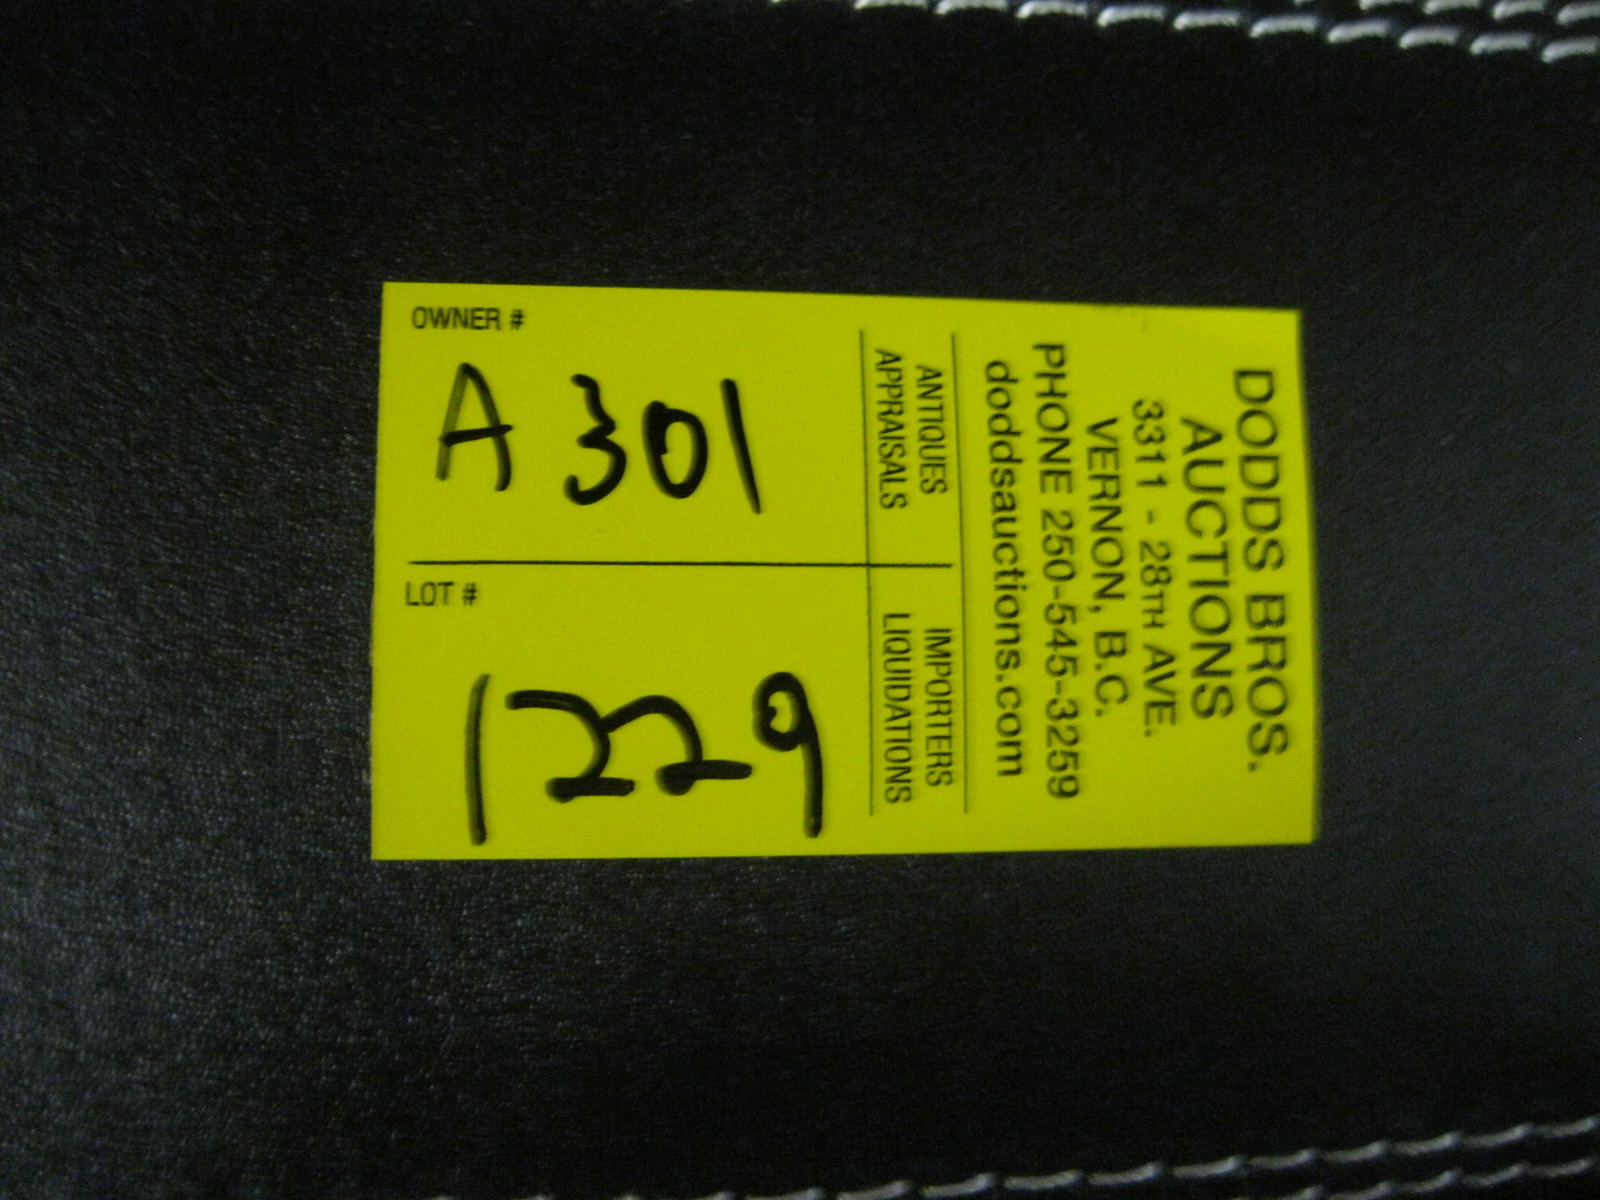 DODDS BROS.
AUCTIONS
3311 - 28TH AVE.
VERNON, B.C.
PHONE 250-545-3259
doddsauctions.com
ANTIQUES
APPRAISALS
IMPORTERS
LIQUIDATIONS
OWNER #
A 301
LOT #
1229